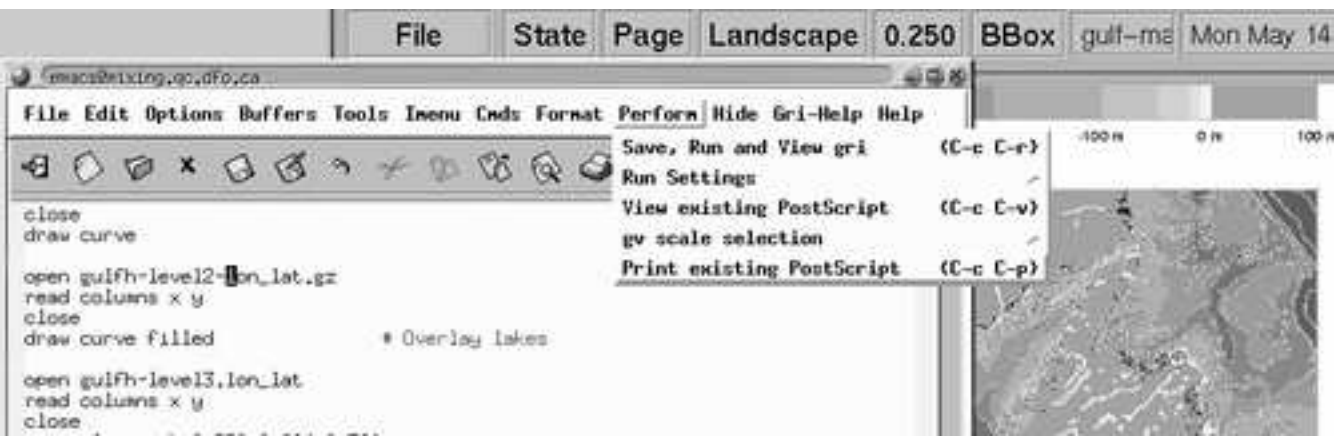 File State Page Landscape 0.250 BBox gulf-ma Mon May 14
emacs@mixing.qc.dfo.ca
File Edit Options Buffers Tools Imenu Cmds Format Perform Hide Gri-Help Help
Save, Run and View gri (C-c C-r)
Run Settings
View existing PostScript (C-c C-v)
gv scale selection
Print existing PostScript (C-c C-p)
-100 m 0 m 100 m
close
draw curve
open gulfh-level2-lon_lat.gz
read columns x y
close
draw curve filled # Overlay lakes
open gulfh-level3.lon_lat
read columns x y
close